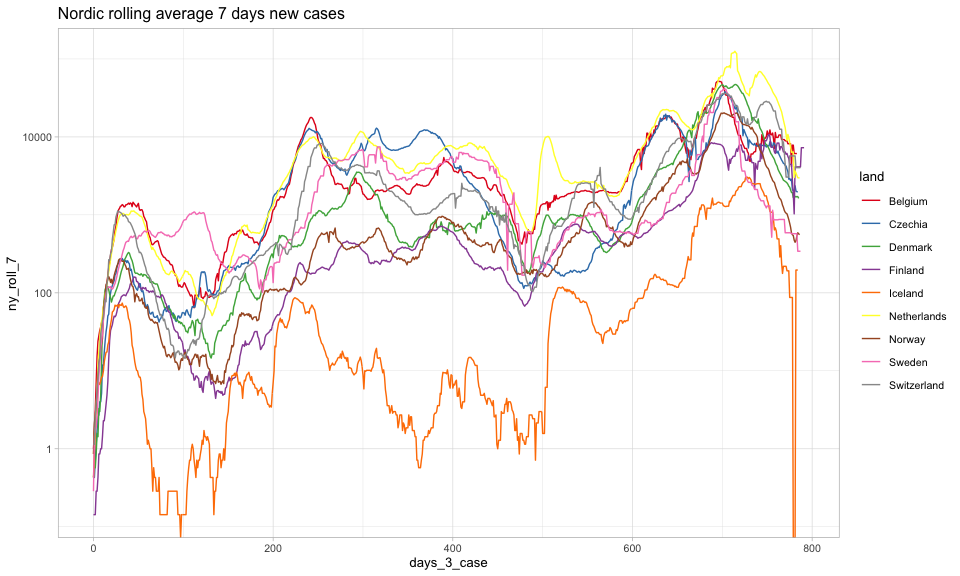 Nordic rolling average 7 days new cases
ny_roll_7
10000
100
1
0
200
400
600
800
days_3_case
land
Belgium
Czechia
Denmark
Finland
Iceland
Netherlands
Norway
Sweden
Switzerland